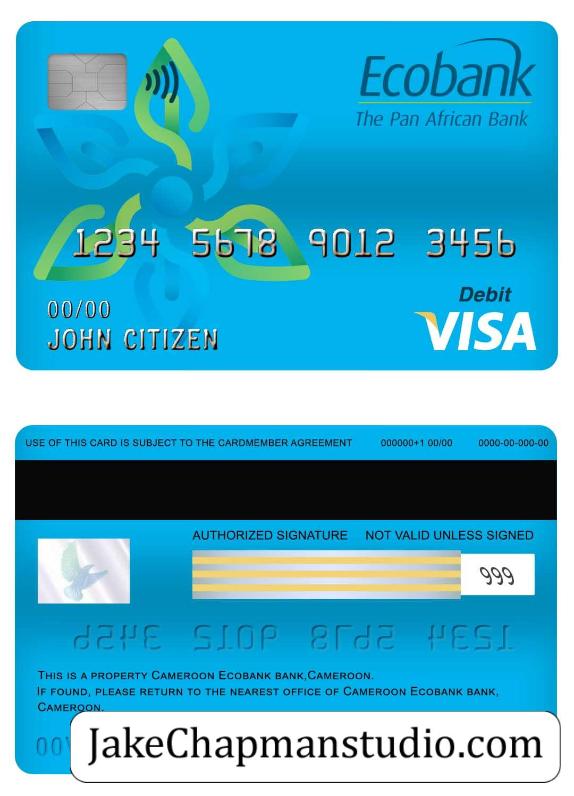 Ecobank
The Pan African Bank
1234 5678 9012 3456
Debit
00/00
VISA
JOHN CITIZEN
USE OF THIS CARD IS SUBJECT TO THE CARDMEMBER AGREEMENT 000000+1 00/00 0000-00-000-00
AUTHORIZED SIGNATURE NOT VALID UNLESS SIGNED
999
THIS IS A PROPERTY CAMEROON ECOBANK BANK,CAMEROON.
IF FOUND, PLEASE RETURN TO THE NEAREST OFFICE OF CAMEROON ECOBANK BANK,
CAMEROON.
JakeChapmanstudio.com